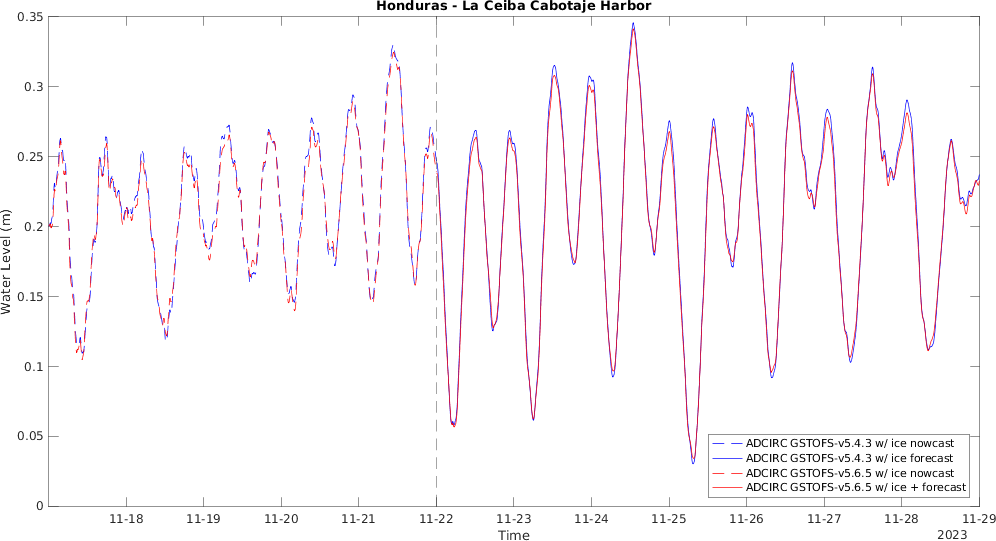 Honduras - La Ceiba Cabotaje Harbor
0.35
0.3
0.25
0.2
0.15
0.1
0.05
0
Water Level (m)
ADCIRC GSTOFS-v5.4.3 w/ ice nowcast
ADCIRC GSTOFS-v5.4.3 w/ ice forecast
ADCIRC GSTOFS-v5.6.5 w/ ice nowcast
ADCIRC GSTOFS-v5.6.5 w/ ice + forecast
11-18 11-19 11-20 11-21 11-22 11-23 11-24 11-25 11-26 11-27 11-28 11-29
Time
2023